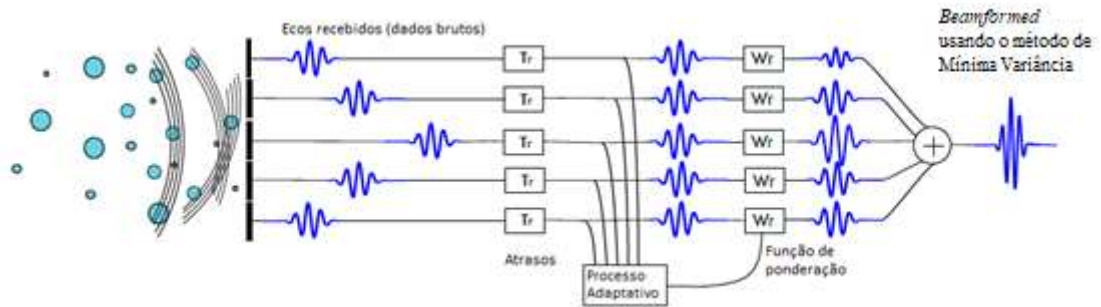 Ecos recebidos (dados brutos)
Beamformed
usando o método de
Mínima Variância
Tr
Wr
Tr
Wr
Tr
Wr
Tr
Wr
Tr
Wr
Atrasos
Processo
Adaptativo
Função de
ponderação